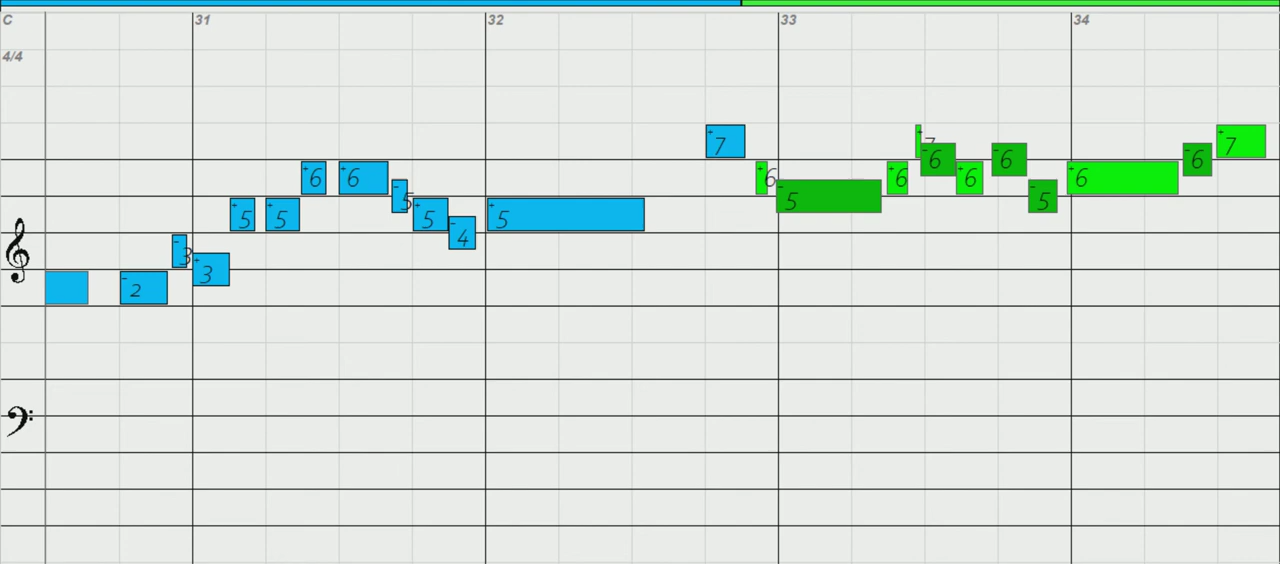 C 31 32 33 34
4/4
+7 +7 +7
-6 -6 -6
+6 +6 +6 +6 +6 +6
-5 -5 -5
+5 +5 +5 +5
-4
-3
+3
-2